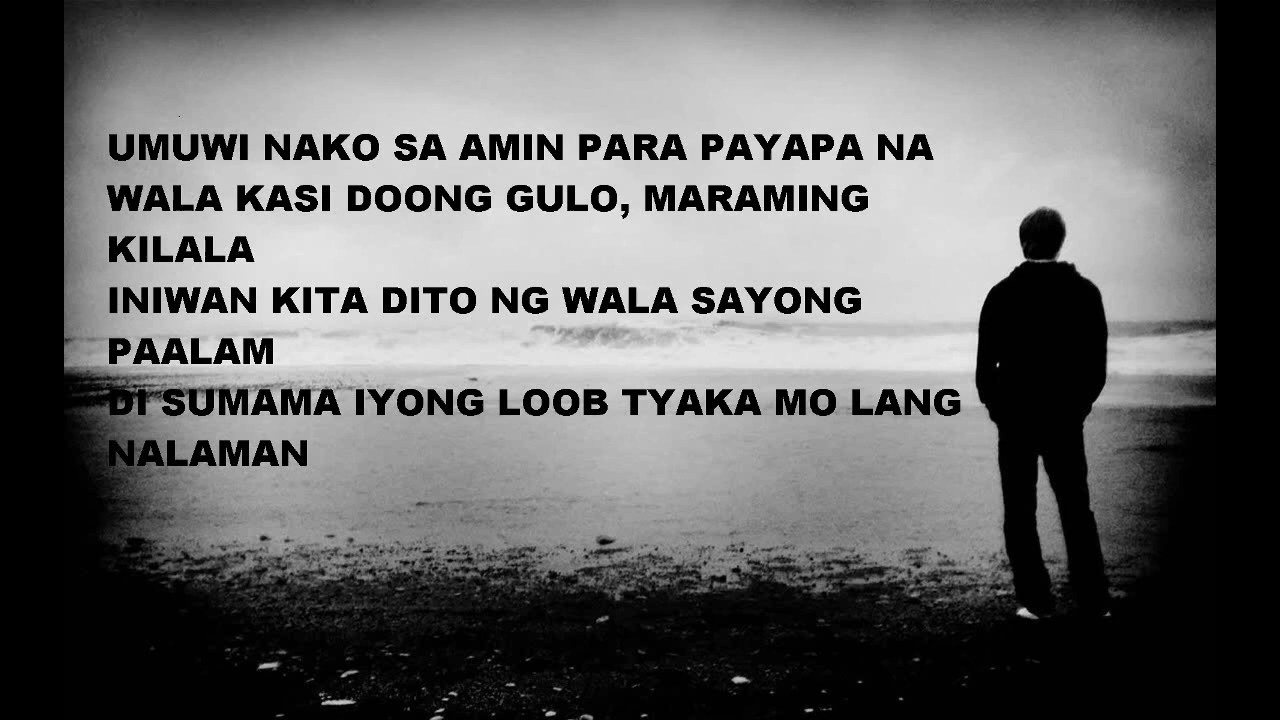 UMUWI NAKO SA AMIN PARA PAYAPA NA
WALA KASI DOONG GULO, MARAMING
KILALA
INIWAN KITA DITO NG WALA SAYONG
PAALAM
DI SUMAMA IYONG LOOB TYAKA MO LANG
NALAMAN